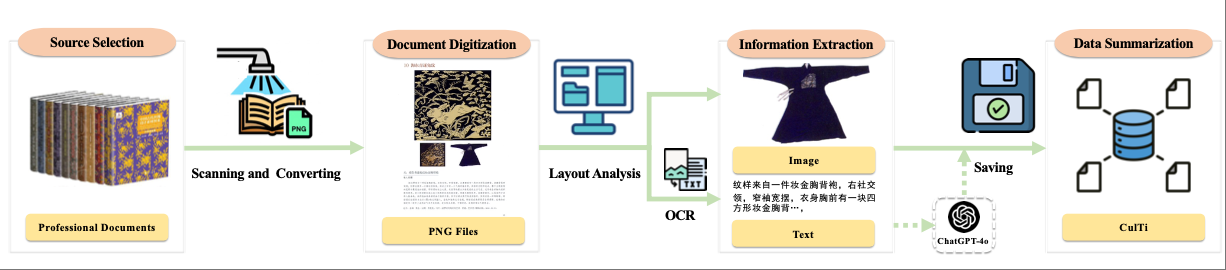 Source Selection
Professional Documents
PNG
Scanning and Converting
Document Digitization
PNG Files
Layout Analysis
TXT
OCR
Information Extraction
Image
纹样来自一件妆金胸背袍，右社交
领，窄袖宽摆，衣身胸前有一块四
方形妆金胸背…，
Text
ChatGPT-4o
Saving
Data Summarization
CulTi